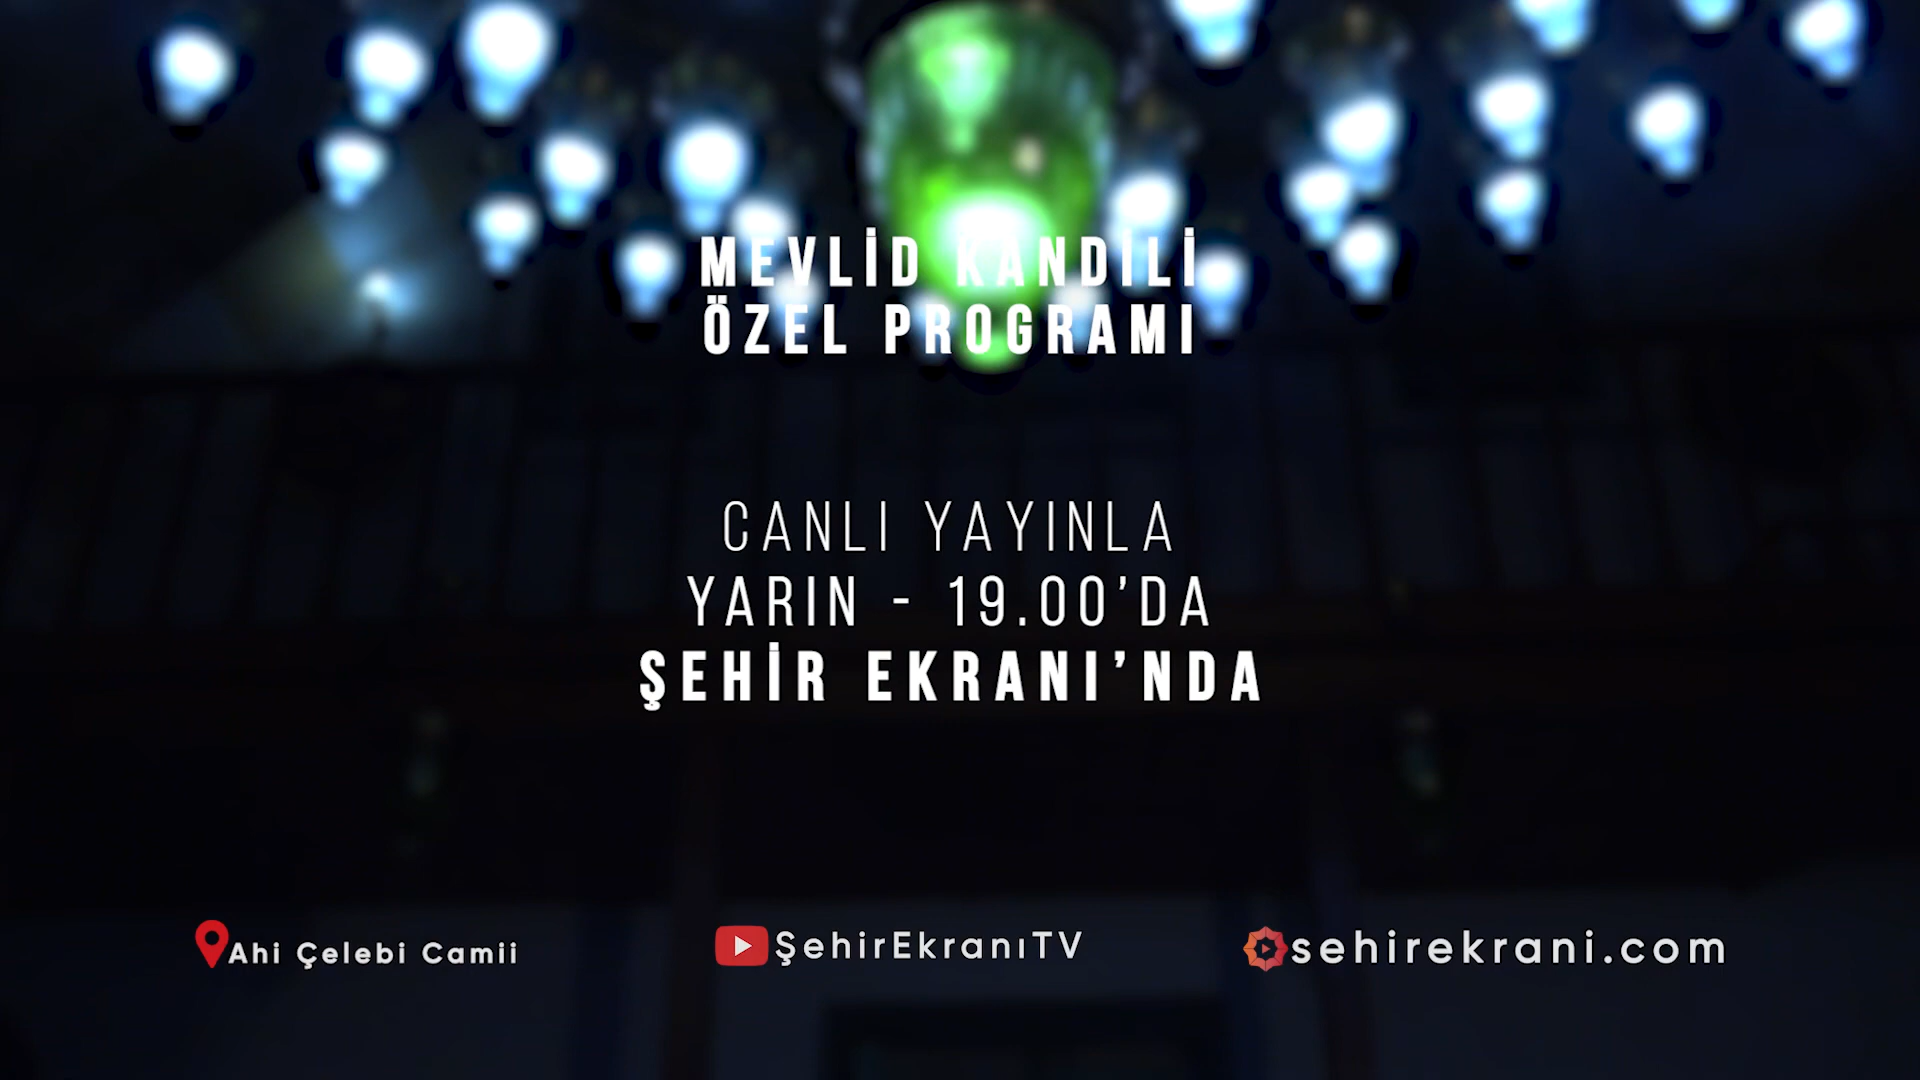 MEVLİD KANDİLİ
ÖZEL PROGRAMI
CANLI YAYINLA
YARIN - 19.00’DA
ŞEHİR EKRANI’NDA
Ahi Çelebi Camii
ŞehirEkranıTV
sehirekrani.com